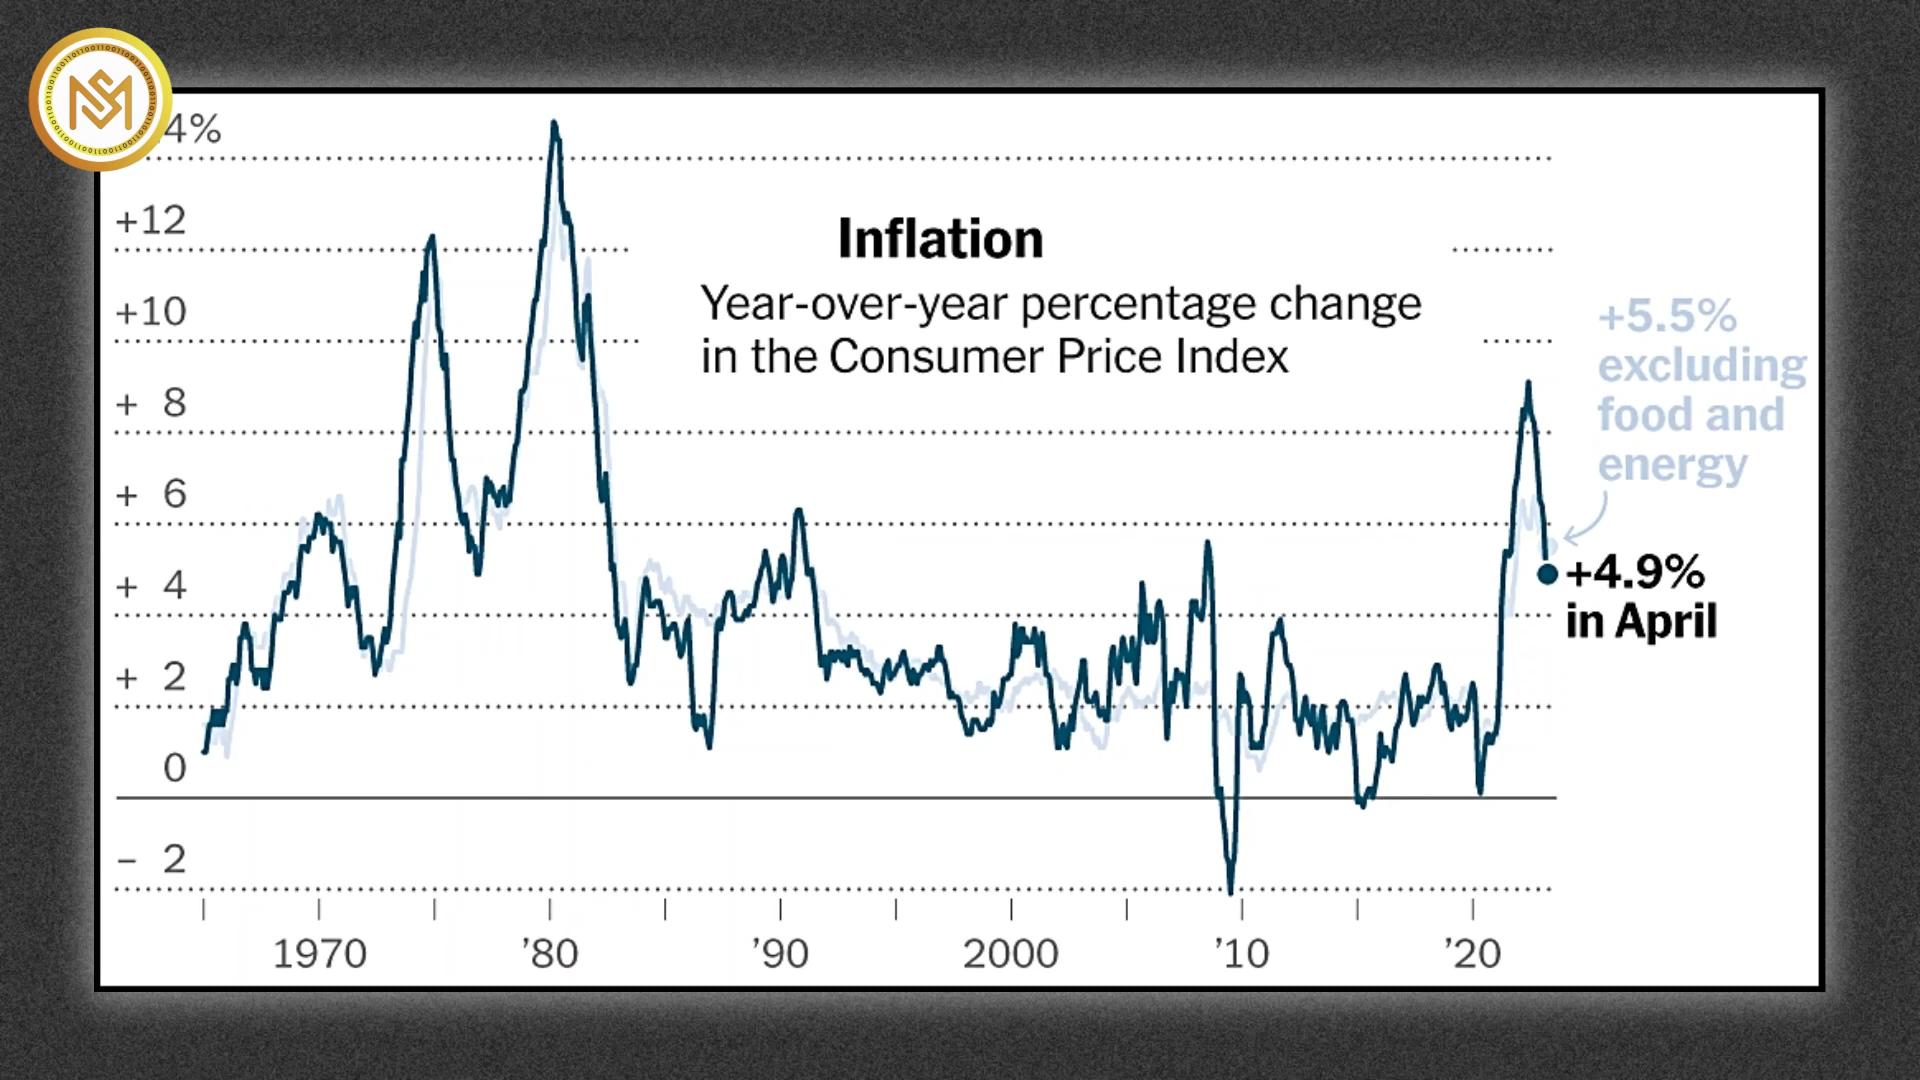 4%
+12
Inflation
+10
Year-over-year percentage change
in the Consumer Price Index
+5.5%
excluding
food and
energy
+ 8
+ 6
+ 4
+4.9%
in April
+ 2
0
- 2
1970 ’80 ’90 2000 ’10 ’20